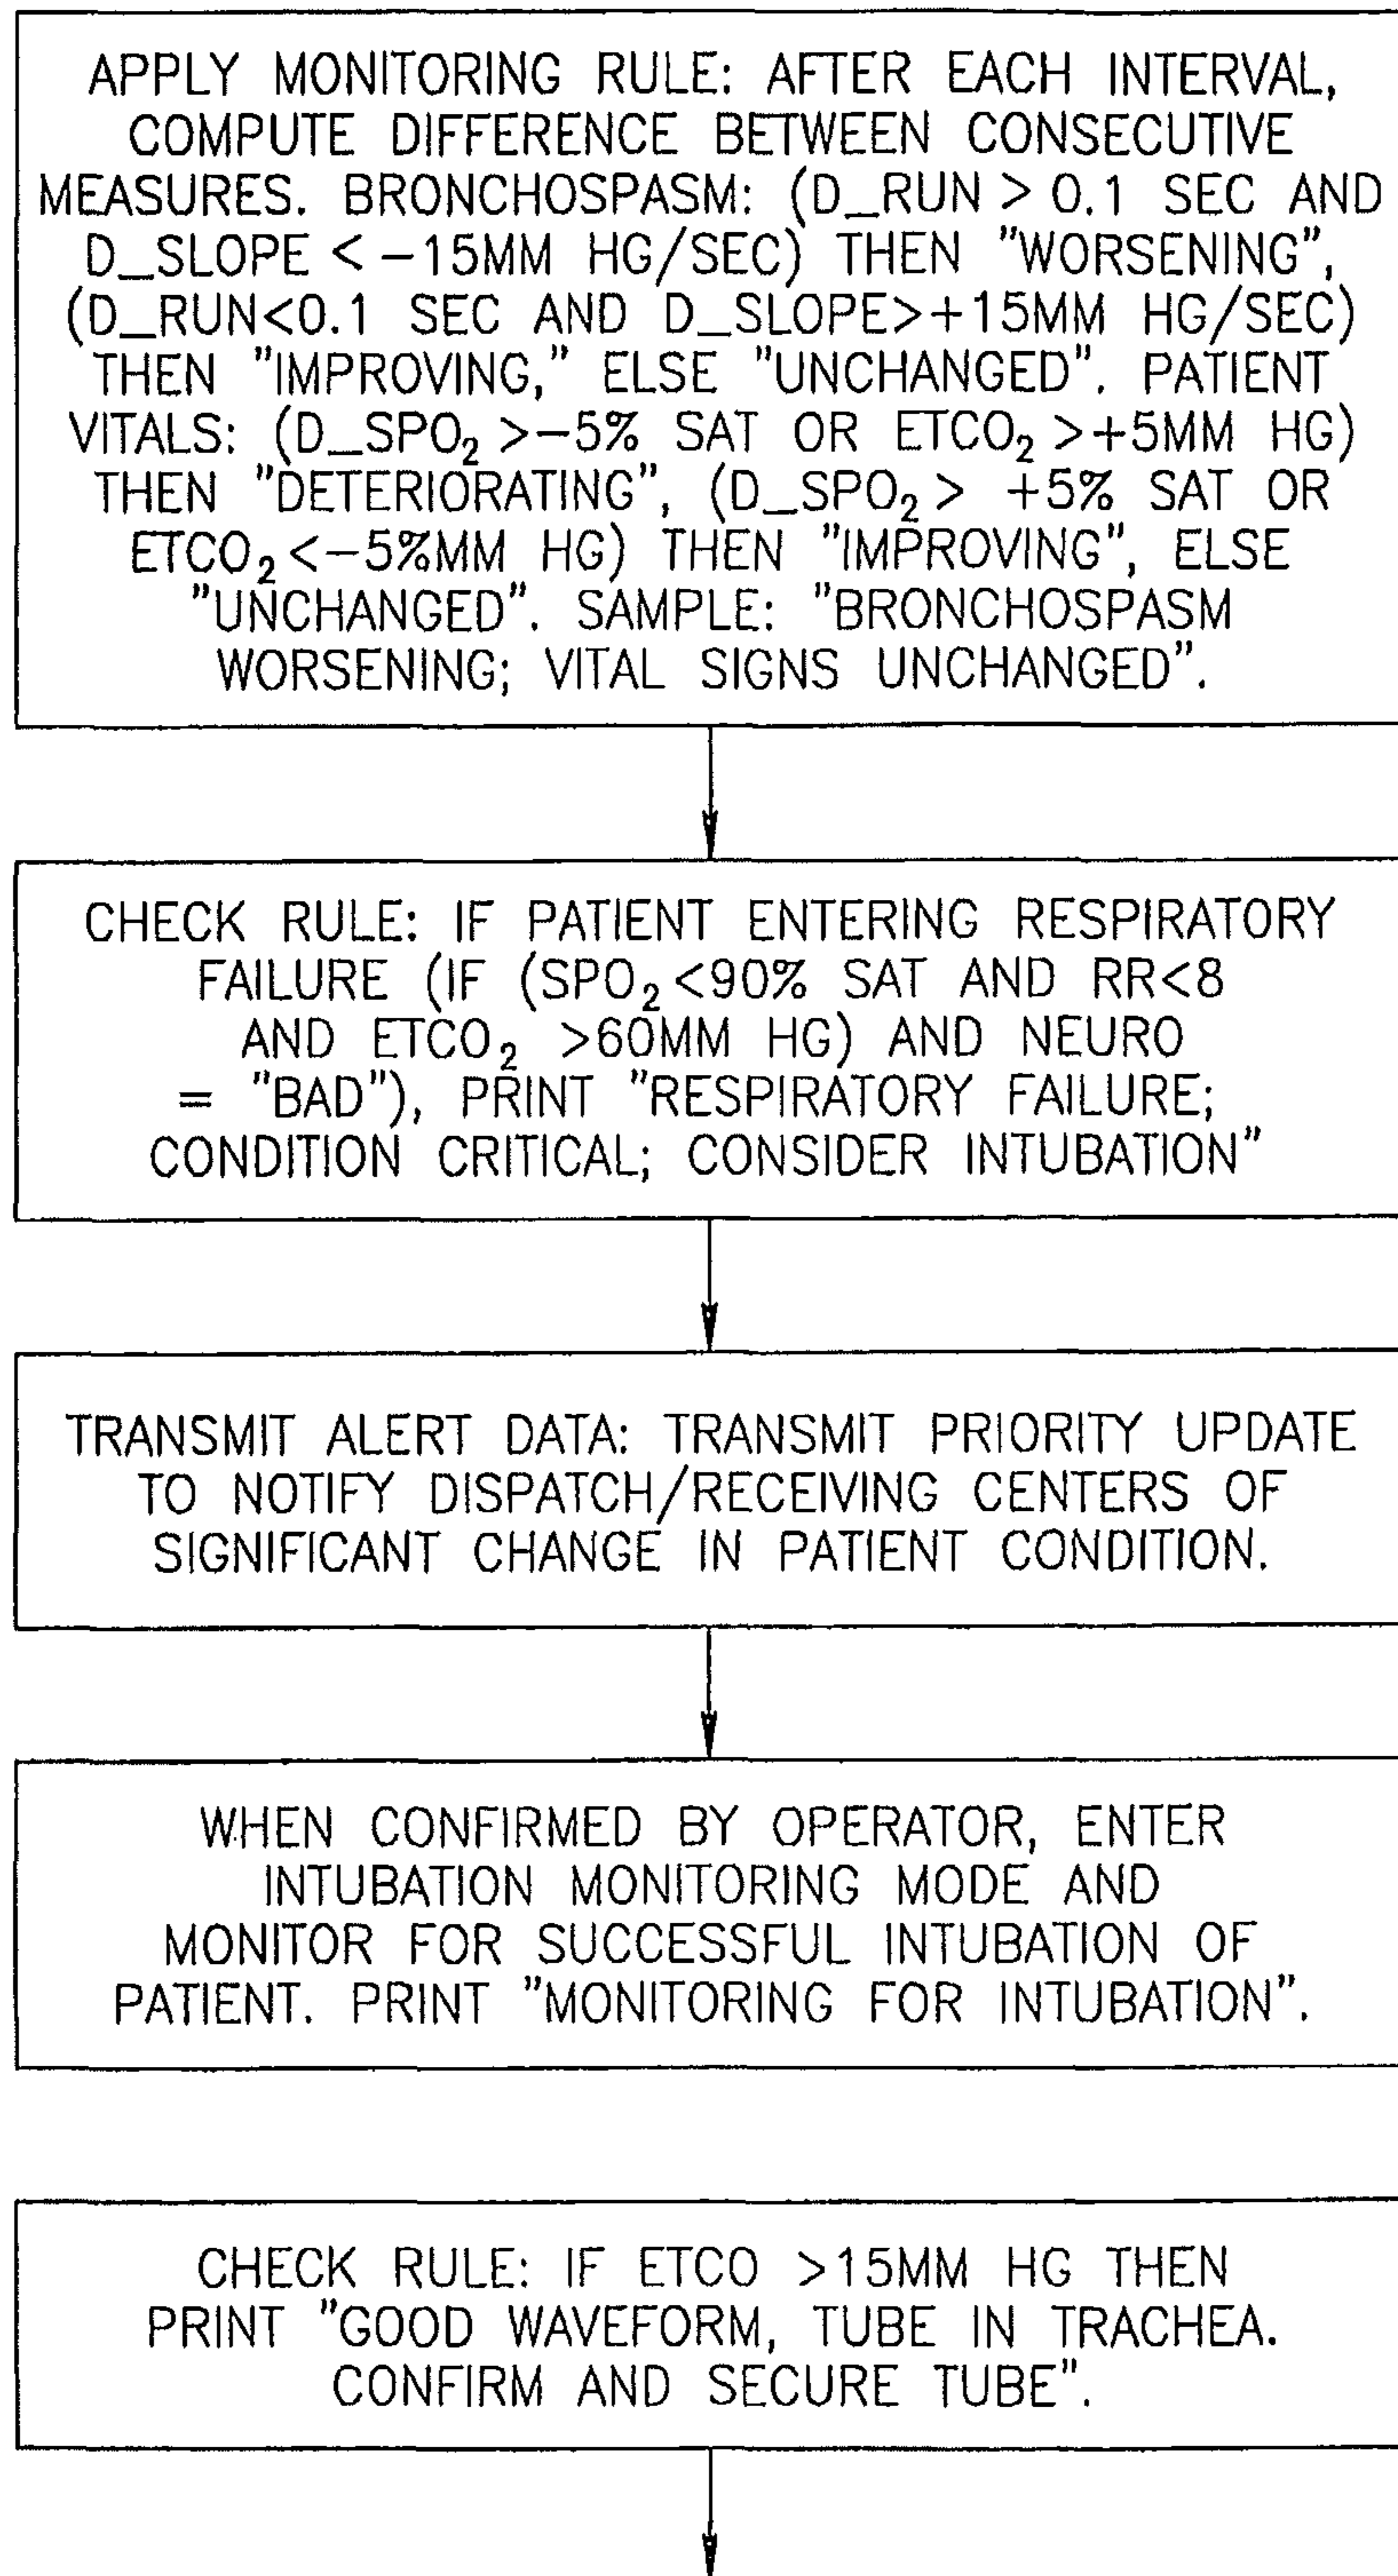 APPLY MONITORING RULE: AFTER EACH INTERVAL,
COMPUTE DIFFERENCE BETWEEN CONSECUTIVE
MEASURES. BRONCHOSPASM: (D_RUN > 0.1 SEC AND
D_SLOPE < -15MM HG/SEC) THEN "WORSENING",
(D_RUN<0.1 SEC AND D_SLOPE>+15MM HG/SEC)
THEN "IMPROVING," ELSE "UNCHANGED". PATIENT
VITALS: (D_SPO₂ >-5% SAT OR ETCO₂ >+5MM HG)
THEN "DETERIORATING", (D_SPO₂ > +5% SAT OR
ETCO₂ <-5%MM HG) THEN "IMPROVING", ELSE
"UNCHANGED". SAMPLE: "BRONCHOSPASM
WORSENING; VITAL SIGNS UNCHANGED".
CHECK RULE: IF PATIENT ENTERING RESPIRATORY
FAILURE (IF (SPO₂ <90% SAT AND RR<8
AND ETCO₂ >60MM HG) AND NEURO
= "BAD"), PRINT "RESPIRATORY FAILURE;
CONDITION CRITICAL; CONSIDER INTUBATION"
TRANSMIT ALERT DATA: TRANSMIT PRIORITY UPDATE
TO NOTIFY DISPATCH/RECEIVING CENTERS OF
SIGNIFICANT CHANGE IN PATIENT CONDITION.
WHEN CONFIRMED BY OPERATOR, ENTER
INTUBATION MONITORING MODE AND
MONITOR FOR SUCCESSFUL INTUBATION OF
PATIENT. PRINT "MONITORING FOR INTUBATION".
CHECK RULE: IF ETCO >15MM HG THEN
PRINT "GOOD WAVEFORM, TUBE IN TRACHEA.
CONFIRM AND SECURE TUBE".